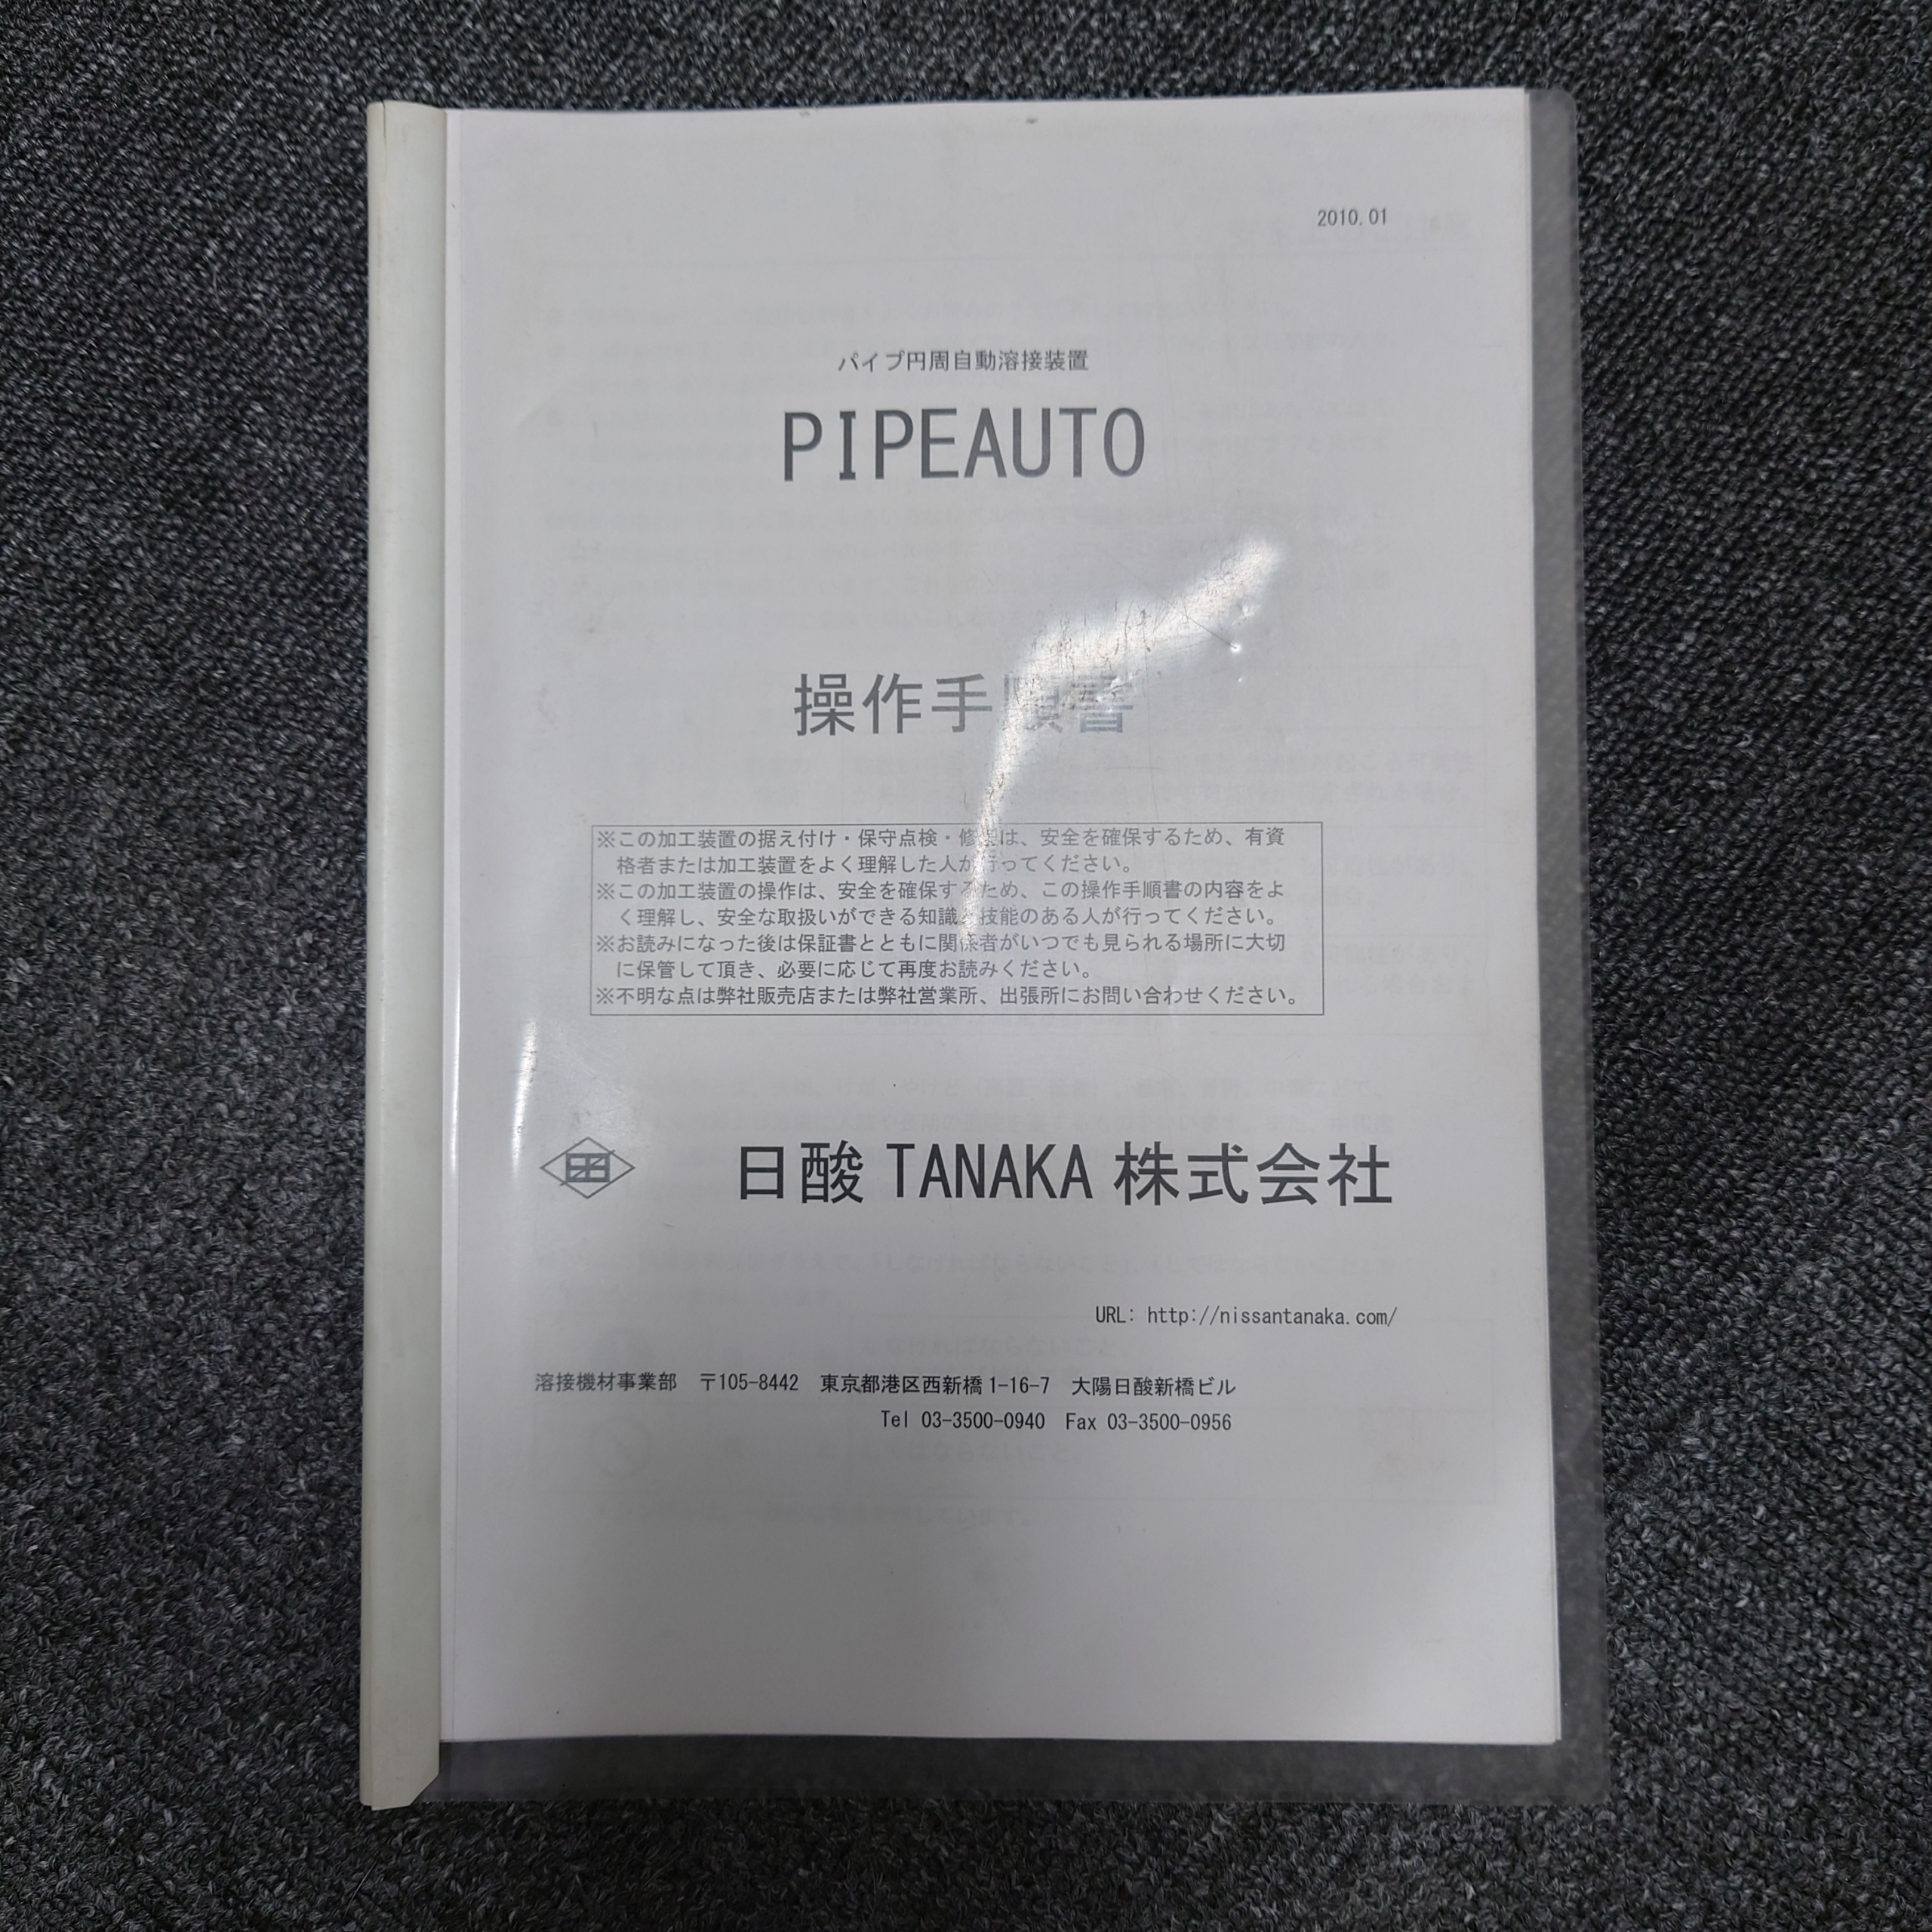 2010.01
パイプ円周自動溶接装置
PIPEAUTO
操作手順書
※この加工装置の据え付け・保守点検・修理は、安全を確保するため、有資
格者または加工装置をよく理解した人が行ってください。
※この加工装置の操作は、安全を確保するため、この操作手順書の内容をよ
く理解し、安全な取扱いができる知識と技能のある人が行ってください。
※お読みになった後は保証書とともに関係者がいつでも見られる場所に大切
に保管して頂き、必要に応じて再度お読みください。
※不明な点は弊社販売店または弊社営業所、出張所にお問い合わせください。
日酸 TANAKA 株式会社
URL: http://nissantanaka.com/
溶接機材事業部 〒105-8442 東京都港区西新橋 1-16-7 大陽日酸新橋ビル
Tel 03-3500-0940 Fax 03-3500-0956